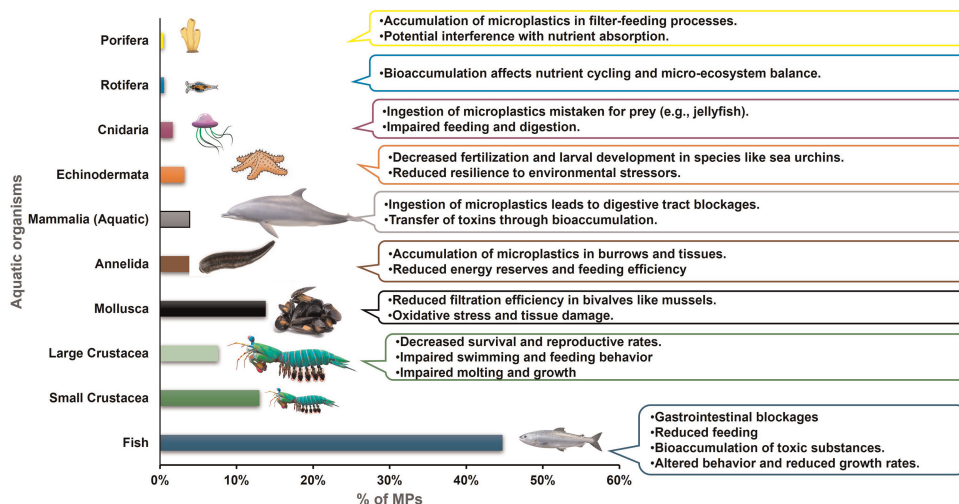 Aquatic organisms
Porifera
•Accumulation of microplastics in filter-feeding processes.
•Potential interference with nutrient absorption.
Rotifera
•Bioaccumulation affects nutrient cycling and micro-ecosystem balance.
Cnidaria
•Ingestion of microplastics mistaken for prey (e.g., jellyfish).
•Impaired feeding and digestion.
Echinodermata
•Decreased fertilization and larval development in species like sea urchins.
•Reduced resilience to environmental stressors.
Mammalia (Aquatic)
•Ingestion of microplastics leads to digestive tract blockages.
•Transfer of toxins through bioaccumulation.
Annelida
•Accumulation of microplastics in burrows and tissues.
•Reduced energy reserves and feeding efficiency
Mollusca
•Reduced filtration efficiency in bivalves like mussels.
•Oxidative stress and tissue damage.
Large Crustacea
•Decreased survival and reproductive rates.
•Impaired swimming and feeding behavior
•Impaired molting and growth
Small Crustacea
Fish
•Gastrointestinal blockages
•Reduced feeding
•Bioaccumulation of toxic substances.
•Altered behavior and reduced growth rates.
0% 10% 20% 30% 40% 50% 60%
% of MPs